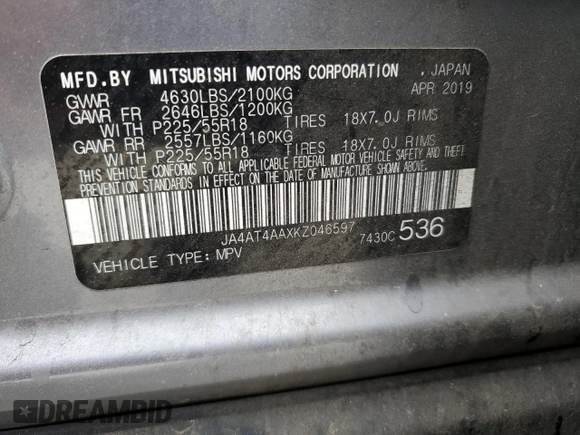 MFD.BY MITSUBISHI MOTORS CORPORATION , JAPAN
GVWR 4630LBS/2100KG APR 2019
GAWR FR 2646LBS/1200KG
WITH P225/55R18 TIRES 18X7.0J RIMS
GAWR RR 2557LBS/1160KG
WITH P225/55R18 TIRES 18X7.0J RIMS
THIS VEHICLE CONFORMS TO ALL APPLICABLE FEDERAL MOTOR VEHICLE SAFETY AND THEFT
PREVENTION STANDARDS IN EFFECT ON THE DATE OF MANUFACTURE SHOWN ABOVE.
JA4AT4AAXKZ046597 7430C 536
VEHICLE TYPE: MPV
DREAMBID